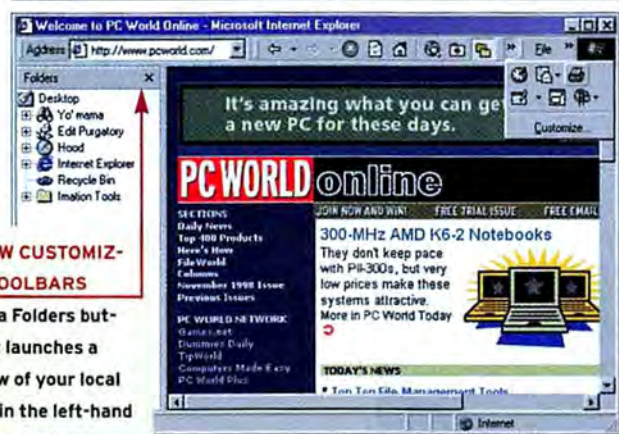 Welcome to PC World Online - Microsoft Internet Explorer
Address http://www.pcworld.com/
File
Customize...
Folders
Desktop
Yo' mama
Edit Purgatory
Hood
Internet Explorer
Recycle Bin
Imation Tools
It's amazing what you can
a new PC for these days.
PC WORLD online
JOIN NOW AND WIN!
FREE TRIAL ISSUE
FREE EMAIL
SECTIONS
Daily News
Top 400 Products
Here's How
FileWorld
Columns
November 1998 Issue
Previous Issues
PC WORLD NETWORK
Games.net
Dummies Daily
TipWorld
Computers Made Easy
PC World Plus
300-MHz AMD K6-2 Notebooks
They don't keep pace
with PII-300s, but very
low prices make these
systems attractive.
More in PC World Today
TODAY'S NEWS
Top Ten File Management Tools
Internet
W CUSTOMIZ-
OOLBARS
a Folders but-
launches a
w of your local
in the left-hand